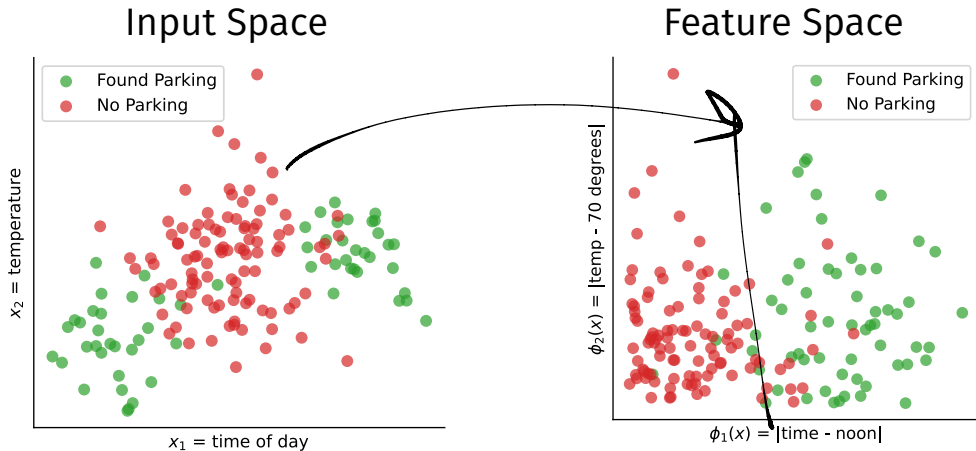 Input Space
Found Parking
No Parking
x₂ = temperature
x₁ = time of day
Feature Space
Found Parking
No Parking
ϕ₂(x) = |temp - 70 degrees|
ϕ₁(x) = |time - noon|